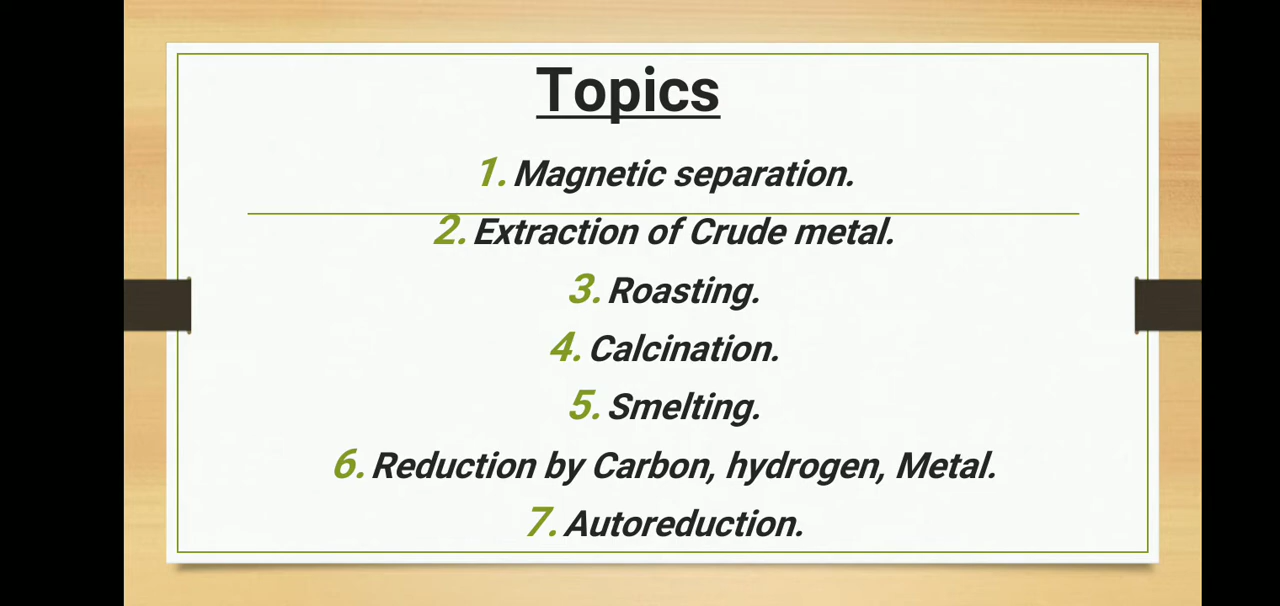 Topics
1. Magnetic separation.
2. Extraction of Crude metal.
3. Roasting.
4. Calcination.
5. Smelting.
6. Reduction by Carbon, hydrogen, Metal.
7. Autoreduction.